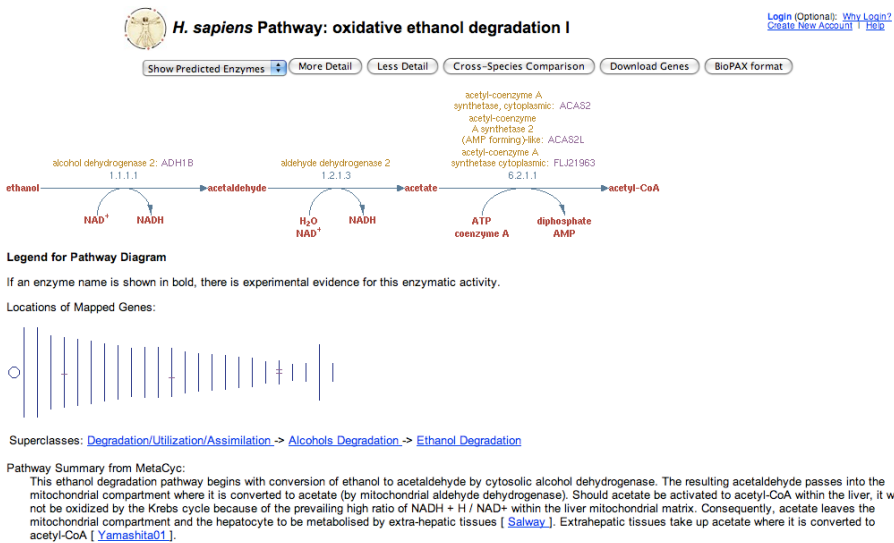 H. sapiens Pathway: oxidative ethanol degradation I
Login (Optional): Why Login?
Create New Account | Help
Show Predicted Enzymes
More Detail
Less Detail
Cross-Species Comparison
Download Genes
BioPAX format
acetyl-coenzyme A
synthetase, cytoplasmic: ACAS2
acetyl-coenzyme
A synthetase 2
(AMP forming)-like: ACAS2L
acetyl-coenzyme A
synthetase cytoplasmic: FLJ21963
alcohol dehydrogenase 2: ADH1B
aldehyde dehydrogenase 2
1.1.1.1
1.2.1.3
6.2.1.1
ethanol
acetaldehyde
acetate
acetyl-CoA
NAD+
NADH
H2O
NAD+
NADH
ATP
coenzyme A
diphosphate
AMP
Legend for Pathway Diagram
If an enzyme name is shown in bold, there is experimental evidence for this enzymatic activity.
Locations of Mapped Genes:
Superclasses: Degradation/Utilization/Assimilation -> Alcohols Degradation -> Ethanol Degradation
Pathway Summary from MetaCyc:
This ethanol degradation pathway begins with conversion of ethanol to acetaldehyde by cytosolic alcohol dehydrogenase. The resulting acetaldehyde passes into the
mitochondrial compartment where it is converted to acetate (by mitochondrial aldehyde dehydrogenase). Should acetate be activated to acetyl-CoA within the liver, it w
not be oxidized by the Krebs cycle because of the prevailing high ratio of NADH + H / NAD+ within the liver mitochondrial matrix. Consequently, acetate leaves the
mitochondrial compartment and the hepatocyte to be metabolised by extra-hepatic tissues [ Salway ]. Extrahepatic tissues take up acetate where it is converted to
acetyl-CoA [ Yamashita01 ].